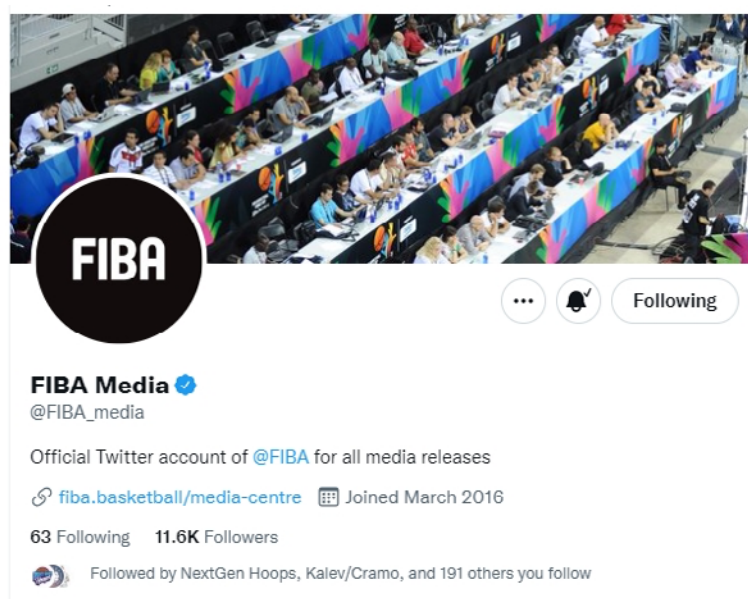 FIBA
Following
FIBA Media
@FIBA_media
Official Twitter account of @FIBA for all media releases
fiba.basketball/media-centre Joined March 2016
63 Following 11.6K Followers
Followed by NextGen Hoops, Kalev/Cramo, and 191 others you follow